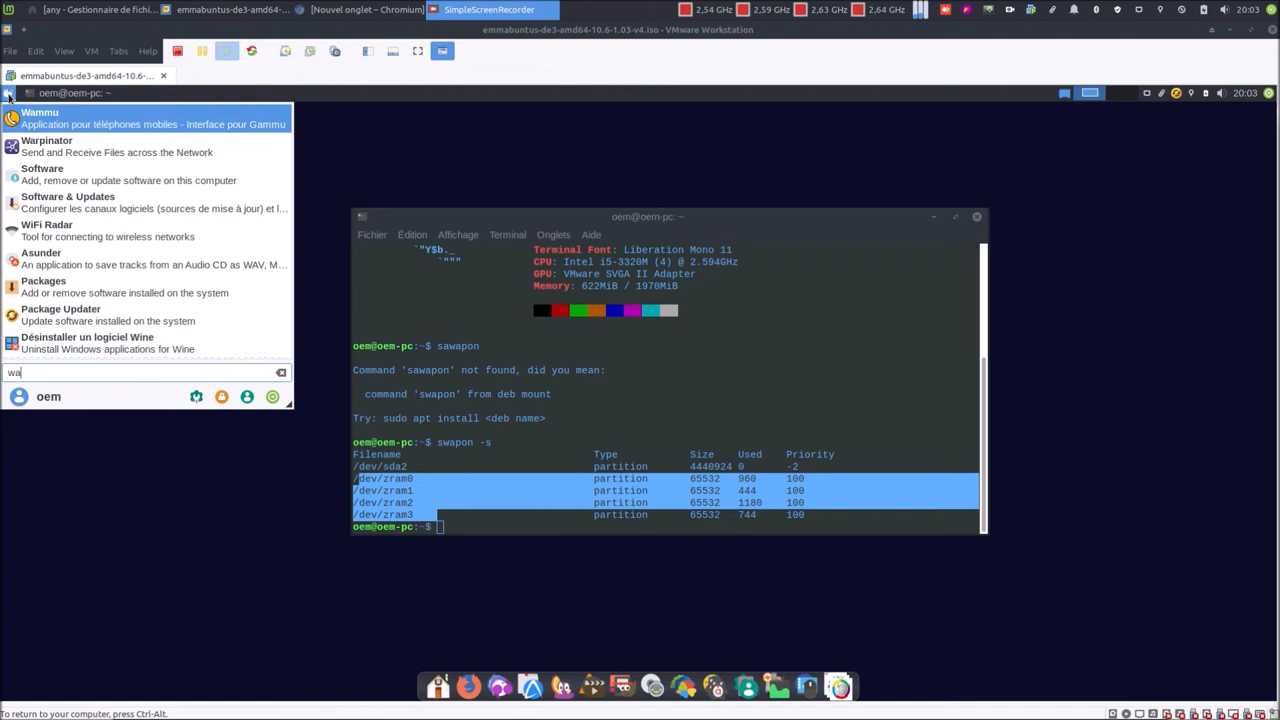 [any - Gestionnaire de fichi...
emmabuntus-de3-amd64-10....
[Nouvel onglet – Chromium]
SimpleScreenRecorder
2,54 GHz
2,59 GHz
2,63 GHz
2,64 GHz
20:03
emmabuntus-de3-amd64-10.6-1.03-v4.iso - VMware Workstation
File Edit View VM Tabs Help
emmabuntus-de3-amd64-10.6-...
oem@oem-pc: ~
20:03
Wammu
Application pour téléphones mobiles - Interface pour Gammu
Warpinator
Send and Receive Files across the Network
Software
Add, remove or update software on this computer
Software & Updates
Configurer les canaux logiciels (sources de mise à jour) et l...
WiFi Radar
Tool for connecting to wireless networks
Asunder
An application to save tracks from an Audio CD as WAV, M...
Packages
Add or remove software installed on the system
Package Updater
Update software installed on the system
Désinstaller un logiciel Wine
Uninstall Windows applications for Wine
wa
oem
oem@oem-pc: ~
Fichier Édition Affichage Terminal Onglets Aide
`"Y$b._ Terminal Font: Liberation Mono 11
`""" CPU: Intel i5-3320M (4) @ 2.594GHz
GPU: VMware SVGA II Adapter
Memory: 622MiB / 1970MiB
oem@oem-pc:~$ sawapon
Command 'sawapon' not found, did you mean:
command 'swapon' from deb mount
Try: sudo apt install <deb name>
oem@oem-pc:~$ swapon -s
Filename Type Size Used Priority
/dev/sda2 partition 4440924 0 -2
/dev/zram0 partition 65532 960 100
/dev/zram1 partition 65532 444 100
/dev/zram2 partition 65532 1180 100
/dev/zram3 partition 65532 744 100
oem@oem-pc:~$
To return to your computer, press Ctrl-Alt.